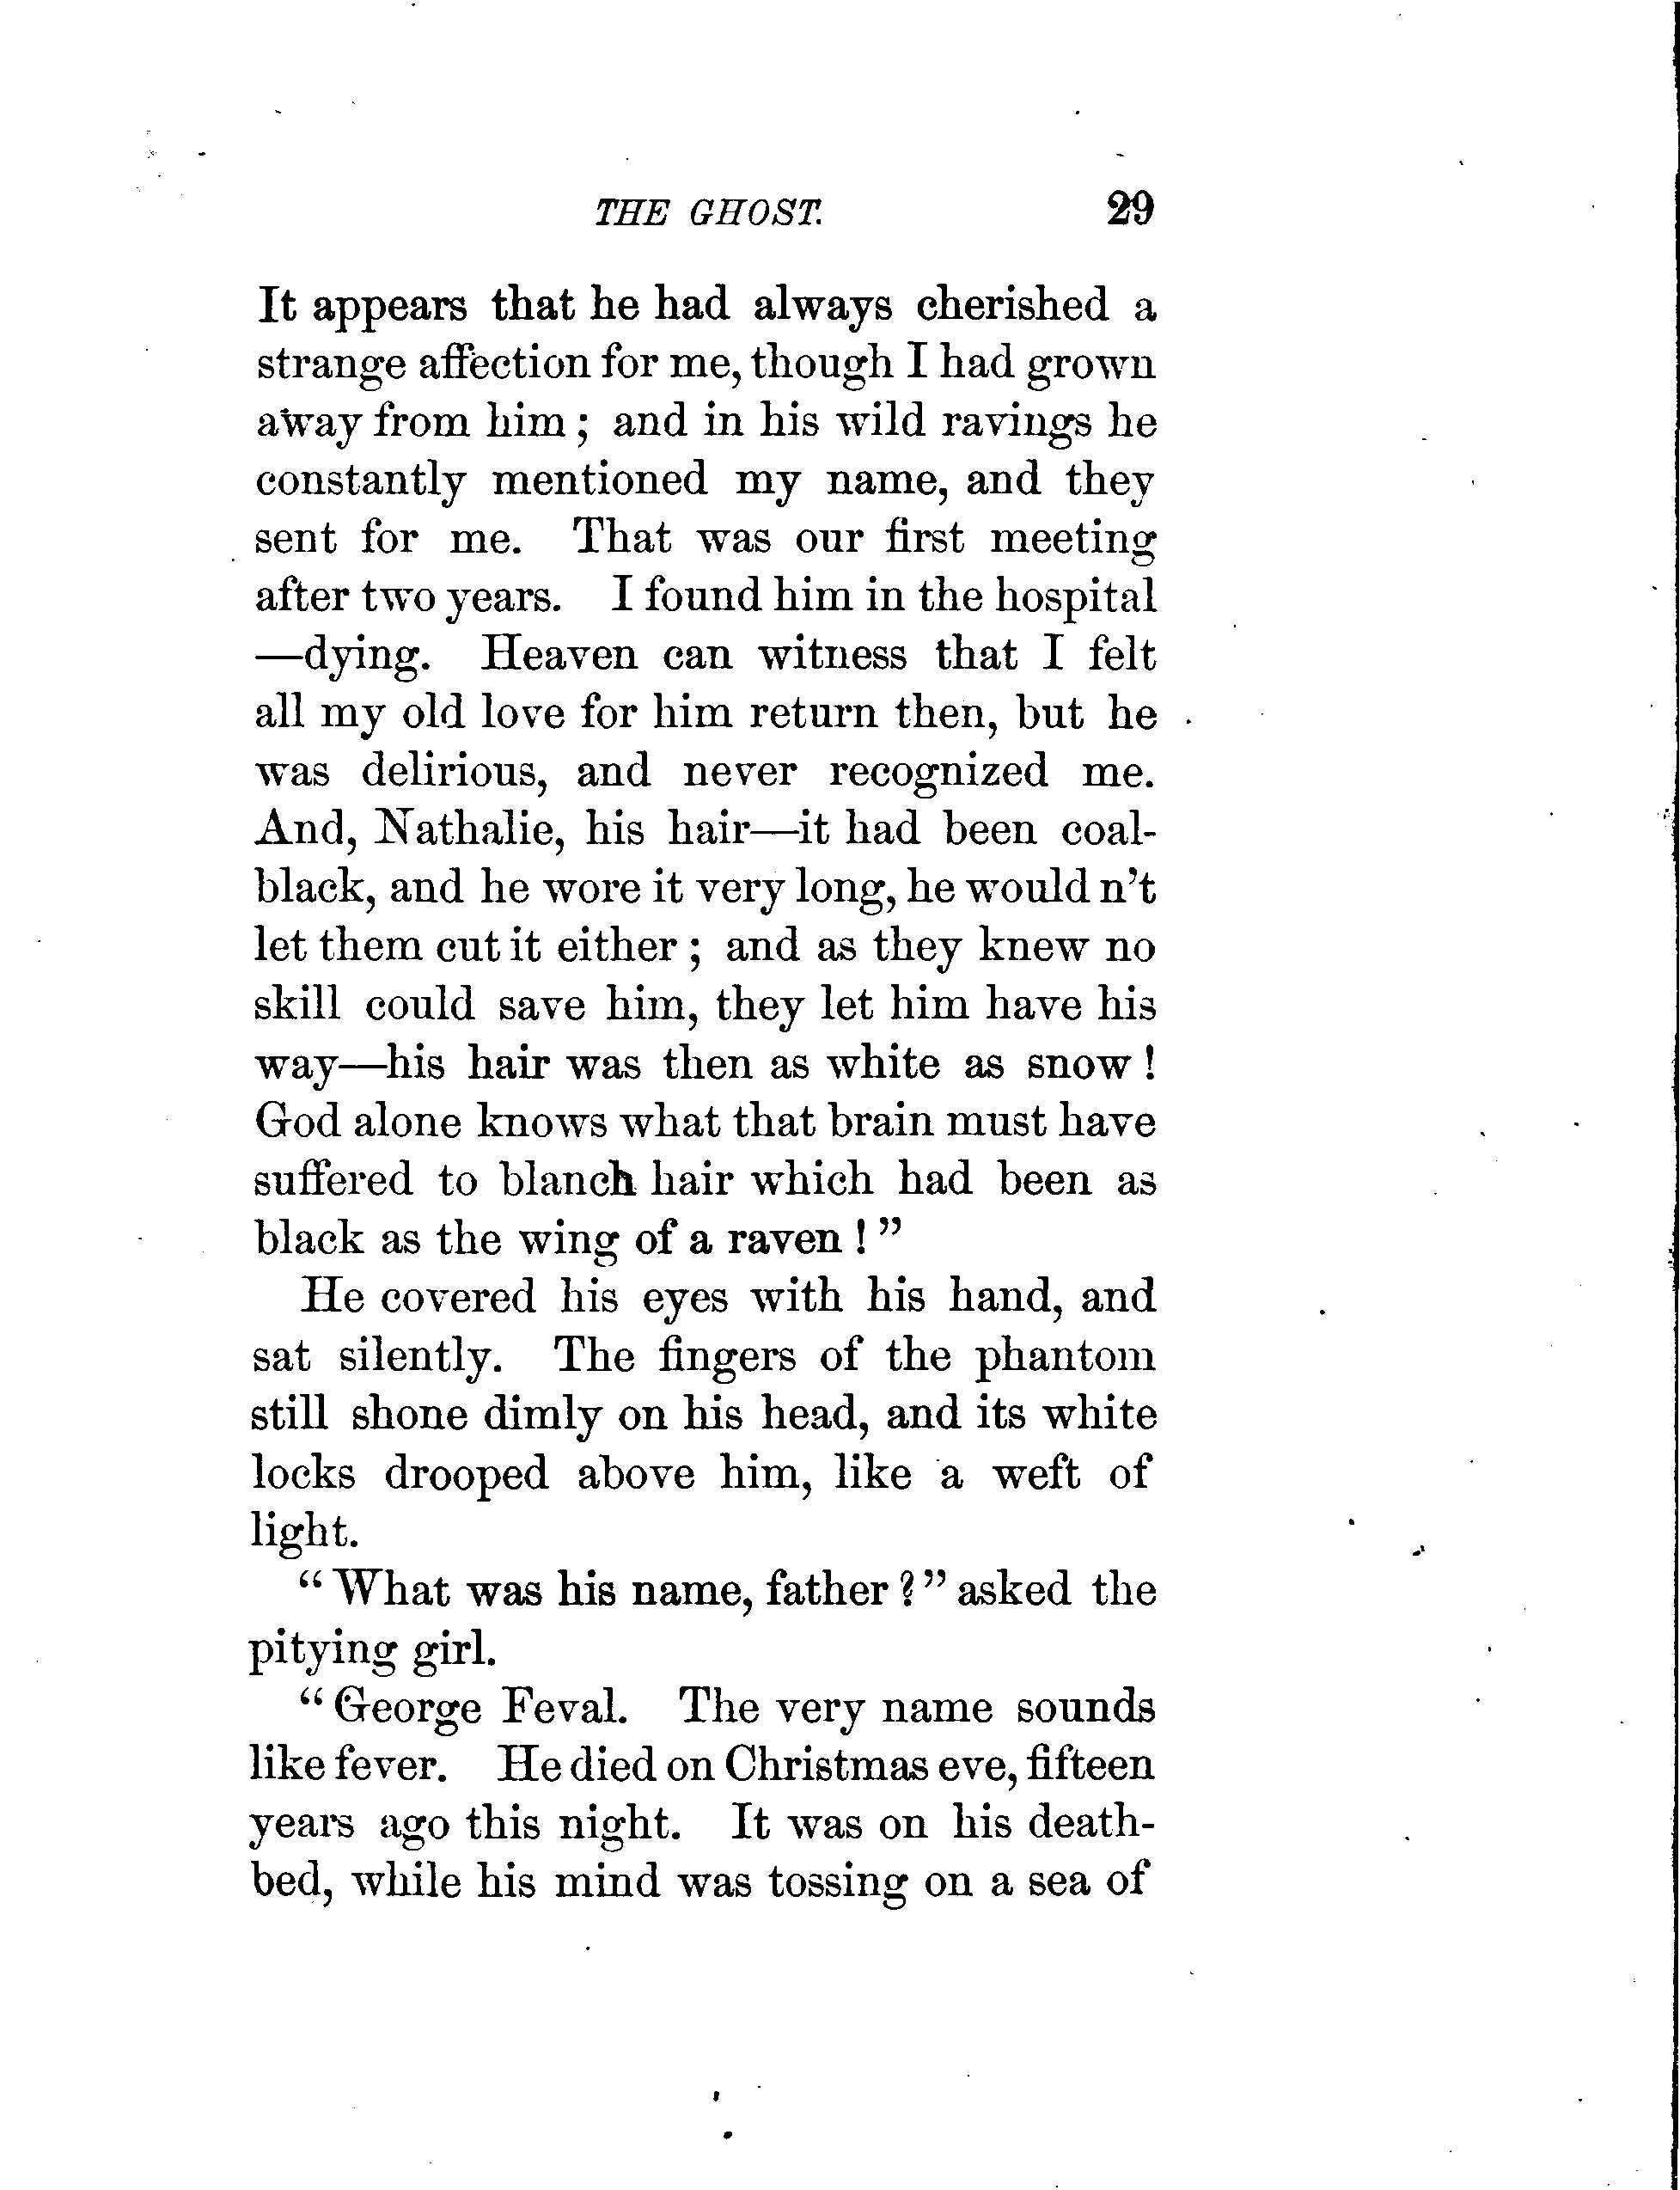 THE GHOST. 29
It appears that he had always cherished a
strange affection for me, though I had grown
away from him ; and in his wild ravings he
constantly mentioned my name, and they
sent for me. That was our first meeting
after two years. I found him in the hospital
—dying. Heaven can witness that I felt
all my old love for him return then, but he
was delirious, and never recognized me.
And, Nathalie, his hair—it had been coal-
black, and he wore it very long, he would n't
let them cut it either ; and as they knew no
skill could save him, they let him have his
way—his hair was then as white as snow !
God alone knows what that brain must have
suffered to blanch hair which had been as
black as the wing of a raven ! ”
He covered his eyes with his hand, and
sat silently. The fingers of the phantom
still shone dimly on his head, and its white
locks drooped above him, like a weft of
light.
“ What was his name, father ? ” asked the
pitying girl.
“ George Feval. The very name sounds
like fever. He died on Christmas eve, fifteen
years ago this night. It was on his death-
bed, while his mind was tossing on a sea of